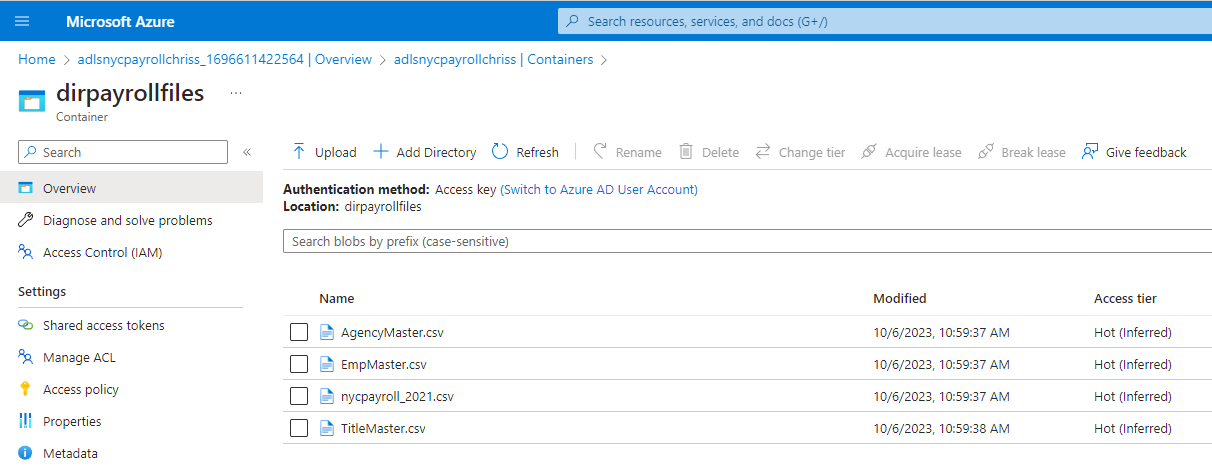 Microsoft Azure
Search resources, services, and docs (G+/)
Home > adlsnycpayrollchriss_1696611422564 | Overview > adlsnycpayrollchriss | Containers >
dirpayrollfiles ...
Container
Search «
Overview
Diagnose and solve problems
Access Control (IAM)
Settings
Shared access tokens
Manage ACL
Access policy
Properties
Metadata
Upload Add Directory Refresh Rename Delete Change tier Acquire lease Break lease Give feedback
Authentication method: Access key (Switch to Azure AD User Account)
Location: dirpayrollfiles
Search blobs by prefix (case-sensitive)
Name Modified Access tier
AgencyMaster.csv 10/6/2023, 10:59:37 AM Hot (Inferred)
EmpMaster.csv 10/6/2023, 10:59:37 AM Hot (Inferred)
nycpayroll_2021.csv 10/6/2023, 10:59:37 AM Hot (Inferred)
TitleMaster.csv 10/6/2023, 10:59:38 AM Hot (Inferred)